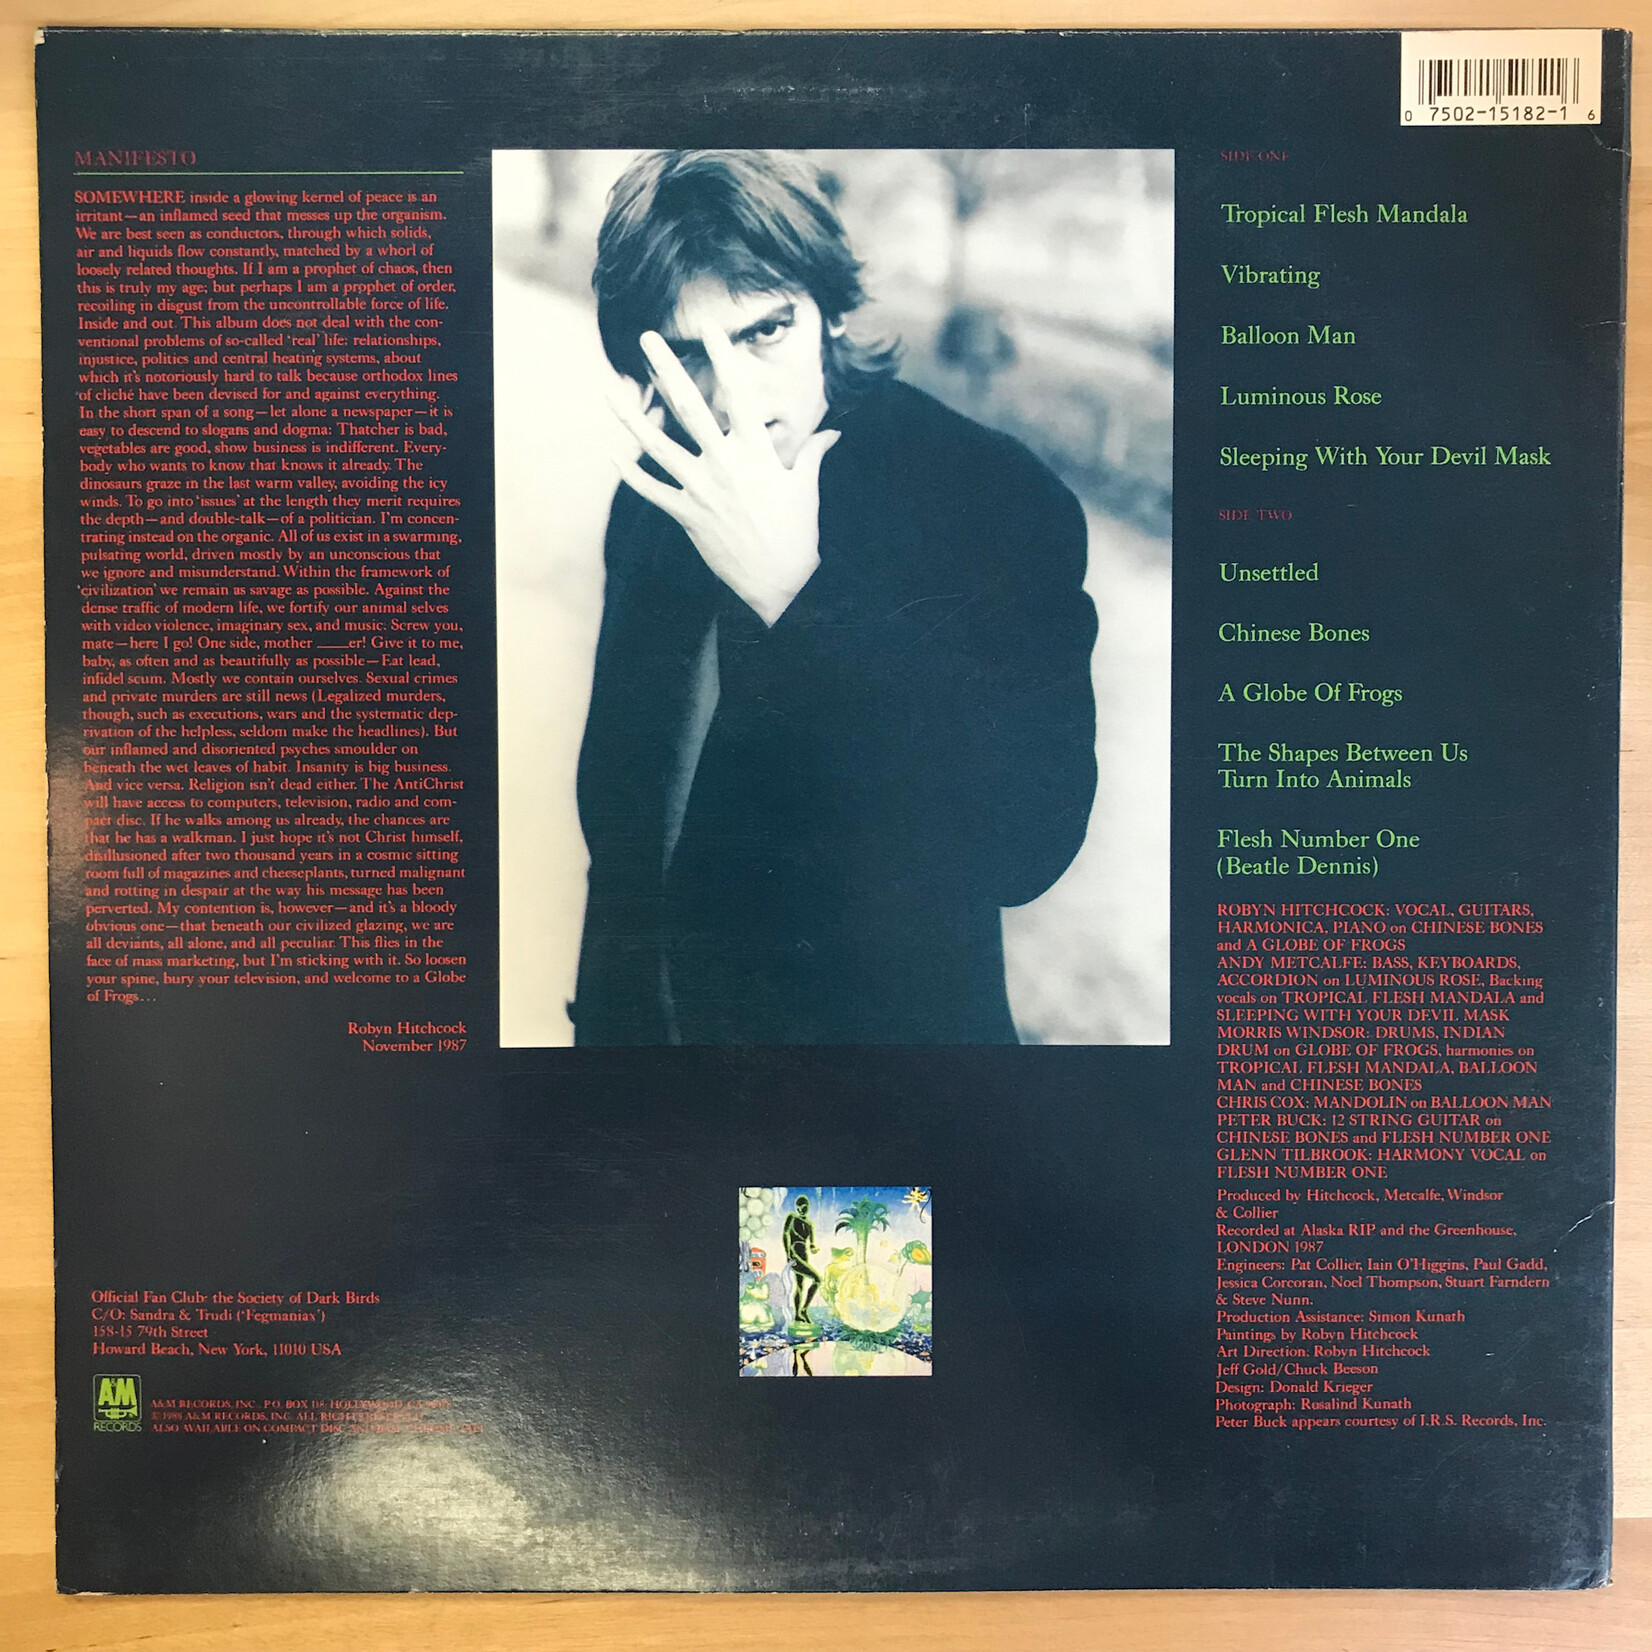 0 7502-15182-1 6
MANIFESTO
SOMEWHERE inside a glowing kernel of peace is an
irritant—an inflamed seed that messes up the organism.
We are best seen as conductors, through which solids,
air and liquids flow constantly, matched by a whorl of
loosely related thoughts. If I am a prophet of chaos, then
this is truly my age; but perhaps I am a prophet of order,
recoiling in disgust from the uncontrollable force of life.
Inside and out. This album does not deal with the con-
ventional problems of so-called 'real' life: relationships,
injustice, politics and central heating systems, about
which it's notoriously hard to talk because orthodox lines
of cliché have been devised for and against everything.
In the short span of a song—let alone a newspaper—it is
easy to descend to slogans and dogma: Thatcher is bad,
vegetables are good, show business is indifferent. Every-
body who wants to know that knows it already. The
dinosaurs graze in the last warm valley, avoiding the icy
winds. To go into 'issues' at the length they merit requires
the depth—and double-talk—of a politician. I'm concen-
trating instead on the organic. All of us exist in a swarming,
pulsating world, driven mostly by an unconscious that
we ignore and misunderstand. Within the framework of
'civilization' we remain as savage as possible. Against the
dense traffic of modern life, we fortify our animal selves
with video violence, imaginary sex, and music. Screw you,
mate—here I go! One side, mother ____er! Give it to me,
baby, as often and as beautifully as possible—Eat lead,
infidel scum. Mostly we contain ourselves. Sexual crimes
and private murders are still news (Legalized murders,
though, such as executions, wars and the systematic dep-
rivation of the helpless, seldom make the headlines). But
our inflamed and disoriented psyches smoulder on
beneath the wet leaves of habit. Insanity is big business.
And vice versa. Religion isn't dead either. The AntiChrist
will have access to computers, television, radio and com-
pact disc. If he walks among us already, the chances are
that he has a walkman. I just hope it's not Christ himself,
disillusioned after two thousand years in a cosmic sitting
room full of magazines and cheeseplants, turned malignant
and rotting in despair at the way his message has been
perverted. My contention is, however—and it's a bloody
obvious one—that beneath our civilized glazing, we are
all deviants, all alone, and all peculiar. This flies in the
face of mass marketing, but I'm sticking with it. So loosen
your spine, bury your television, and welcome to a Globe
of Frogs...
Robyn Hitchcock
November 1987
Official Fan Club: the Society of Dark Birds
C/O: Sandra & Trudi ('Fegmaniax')
158-15 79th Street
Howard Beach, New York, 11010 USA
A&M
RECORDS
A&M RECORDS, INC., P.O. BOX 118, HOLLYWOOD, CA
© 1988 A&M RECORDS, INC. ALL RIGHTS RESERVED
ALSO AVAILABLE ON COMPACT DISC AND
SIDE ONE
Tropical Flesh Mandala
Vibrating
Balloon Man
Luminous Rose
Sleeping With Your Devil Mask
SIDE TWO
Unsettled
Chinese Bones
A Globe Of Frogs
The Shapes Between Us
Turn Into Animals
Flesh Number One
(Beatle Dennis)
ROBYN HITCHCOCK: VOCAL, GUITARS,
HARMONICA, PIANO on CHINESE BONES
and A GLOBE OF FROGS
ANDY METCALFE: BASS, KEYBOARDS,
ACCORDION on LUMINOUS ROSE, Backing
vocals on TROPICAL FLESH MANDALA and
SLEEPING WITH YOUR DEVIL MASK
MORRIS WINDSOR: DRUMS, INDIAN
DRUM on GLOBE OF FROGS, harmonies on
TROPICAL FLESH MANDALA, BALLOON
MAN and CHINESE BONES
CHRIS COX: MANDOLIN on BALLOON MAN
PETER BUCK: 12 STRING GUITAR on
CHINESE BONES and FLESH NUMBER ONE
GLENN TILBROOK: HARMONY VOCAL on
FLESH NUMBER ONE
Produced by Hitchcock, Metcalfe, Windsor
& Collier
Recorded at Alaska RIP and the Greenhouse,
LONDON 1987
Engineers: Pat Collier, Iain O'Higgins, Paul Gadd,
Jessica Corcoran, Noel Thompson, Stuart Farndern
& Steve Nunn.
Production Assistance: Simon Kunath
Paintings by Robyn Hitchcock
Art Direction: Robyn Hitchcock
Jeff Gold/Chuck Beeson
Design: Donald Krieger
Photograph: Rosalind Kunath
Peter Buck appears courtesy of I.R.S. Records, Inc.